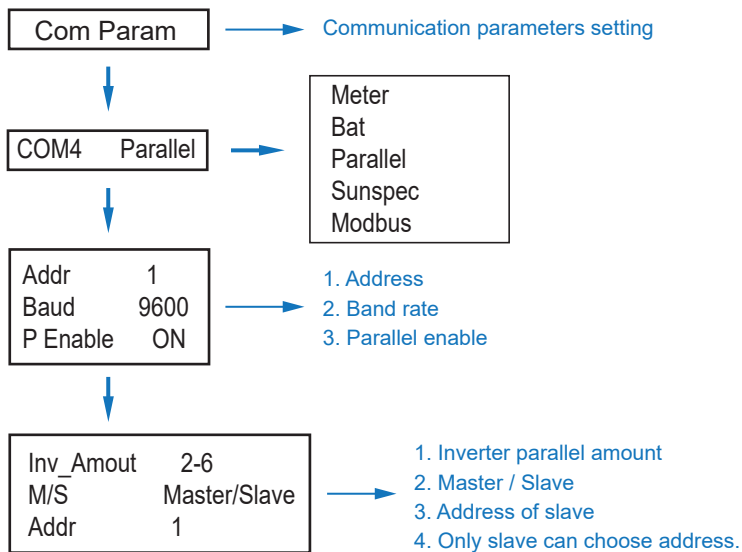 Com Param
Communication parameters setting
COM4 Parallel
Meter
Bat
Parallel
Sunspec
Modbus
Addr 1
Baud 9600
P Enable ON
1. Address
2. Band rate
3. Parallel enable
Inv_Amout 2-6
M/S Master/Slave
Addr 1
1. Inverter parallel amount
2. Master / Slave
3. Address of slave
4. Only slave can choose address.